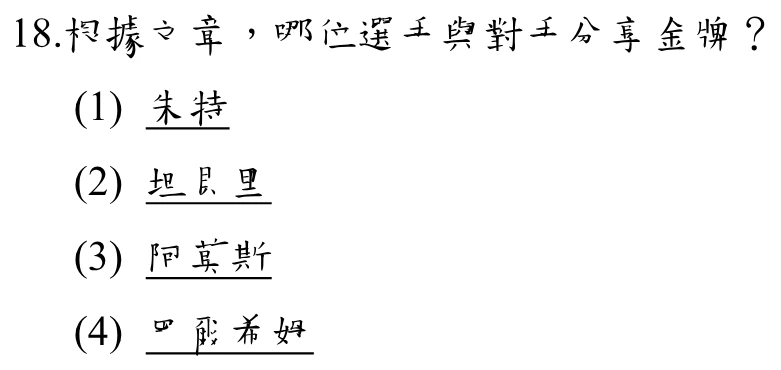 18.根據文章，哪位選手與對手分享金牌？
(1) 朱特
(2) 坦貝里
(3) 阿莫斯
(4) 巴爾希姆